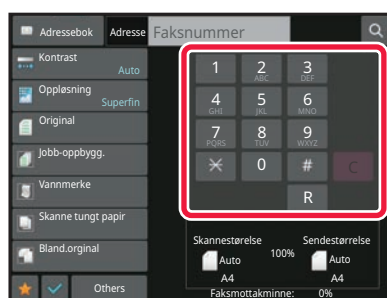 Adressebok Adresse Faksnummer
Kontrast
Auto
Oppløsning
Superfin
Original
Jobb-oppbygg.
Vannmerke
Skanne tungt papir
Bland.orginal
Others
1 2 3
ABC DEF
4 5 6
GHI JKL MNO
7 8 9
PQRS TUV WXYZ
0 # C
R
Skannestørelse Sendestørrelse
Auto 100% Auto
A4 A4
Faksmottakminne: 0%